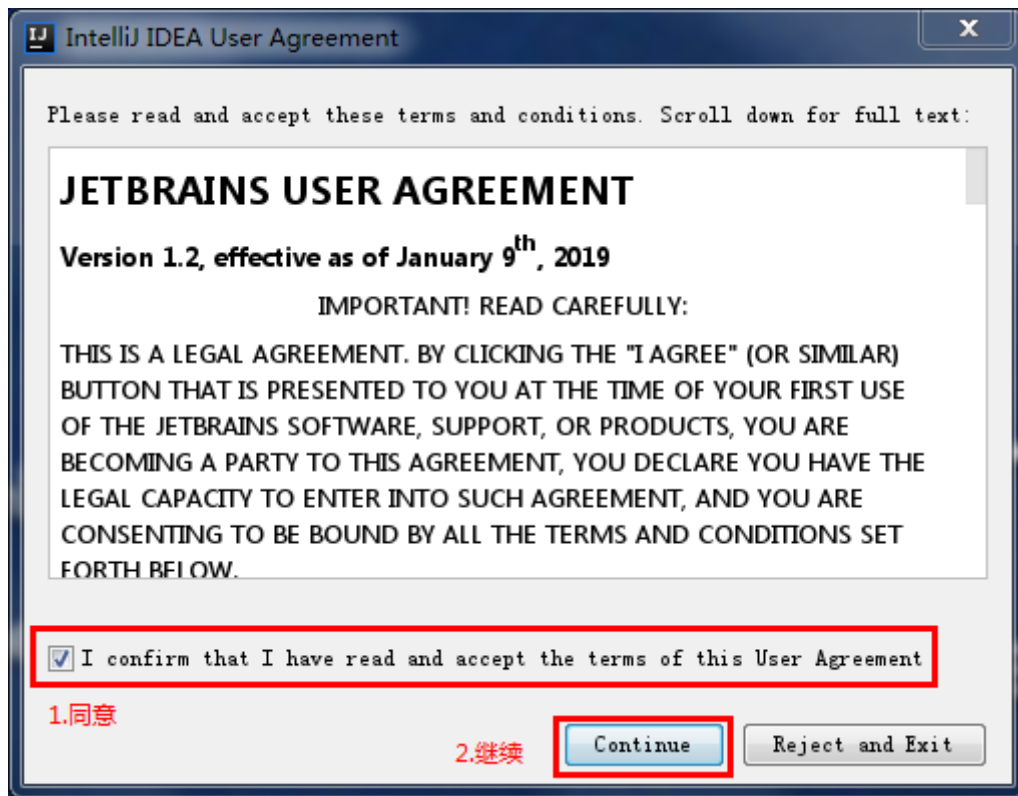 IntelliJ IDEA User Agreement
Please read and accept these terms and conditions. Scroll down for full text:
JETBRAINS USER AGREEMENT
Version 1.2, effective as of January 9th, 2019
IMPORTANT! READ CAREFULLY:
THIS IS A LEGAL AGREEMENT. BY CLICKING THE "I AGREE" (OR SIMILAR)
BUTTON THAT IS PRESENTED TO YOU AT THE TIME OF YOUR FIRST USE
OF THE JETBRAINS SOFTWARE, SUPPORT, OR PRODUCTS, YOU ARE
BECOMING A PARTY TO THIS AGREEMENT, YOU DECLARE YOU HAVE THE
LEGAL CAPACITY TO ENTER INTO SUCH AGREEMENT, AND YOU ARE
CONSENTING TO BE BOUND BY ALL THE TERMS AND CONDITIONS SET
FORTH BELOW.
I confirm that I have read and accept the terms of this User Agreement
1.同意
2.继续 Continue Reject and Exit